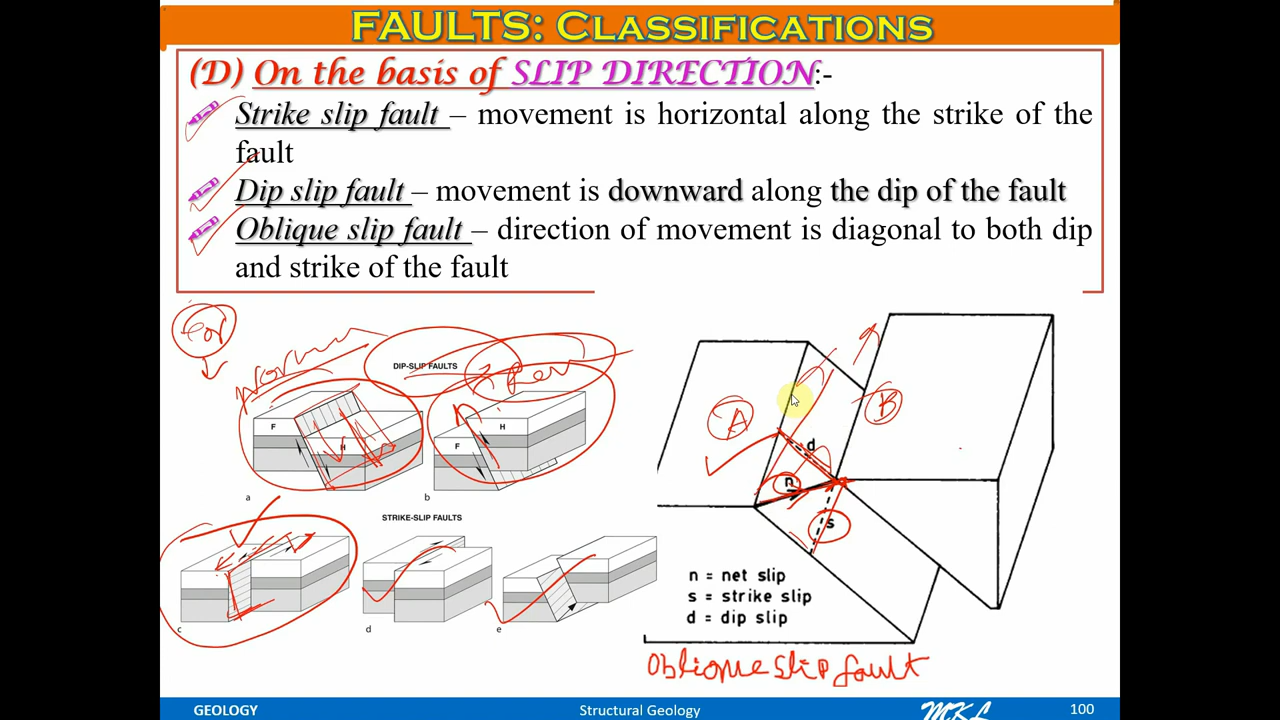 FAULTS: CLASSIFICATIONS
(D) On the basis of SLIP DIRECTION:-
Strike slip fault – movement is horizontal along the strike of the
fault
Dip slip fault – movement is downward along the dip of the fault
Oblique slip fault – direction of movement is diagonal to both dip
and strike of the fault
Normal
DIP-SLIP FAULTS
Rev
F
H
F
H
a
b
STRIKE-SLIP FAULTS
c
d
e
A
B
d
n
s
n = net slip
s = strike slip
d = dip slip
Oblique slip fault
GEOLOGY
Structural Geology
MKL
100